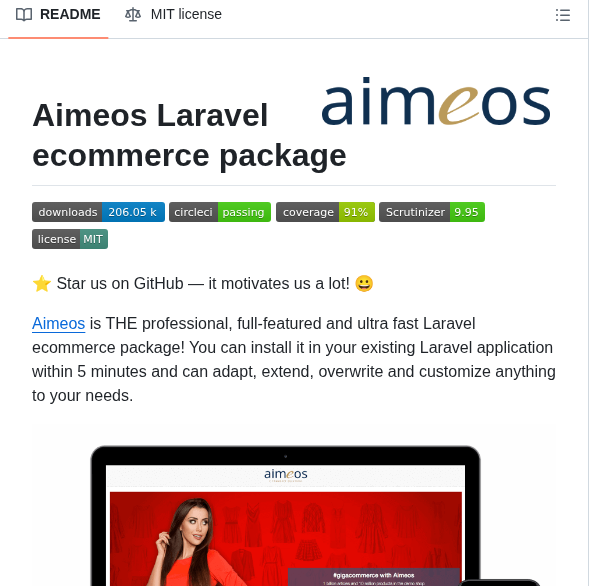 README
MIT license
aimeos
Aimeos Laravel
ecommerce package
downloads 206.05 k
circleci passing
coverage 91%
Scrutinizer 9.95
license MIT
⭐ Star us on GitHub — it motivates us a lot! 😀
Aimeos is THE professional, full-featured and ultra fast Laravel
ecommerce package! You can install it in your existing Laravel application
within 5 minutes and can adapt, extend, overwrite and customize anything
to your needs.
aimeos
#gigacommerce with Aimeos